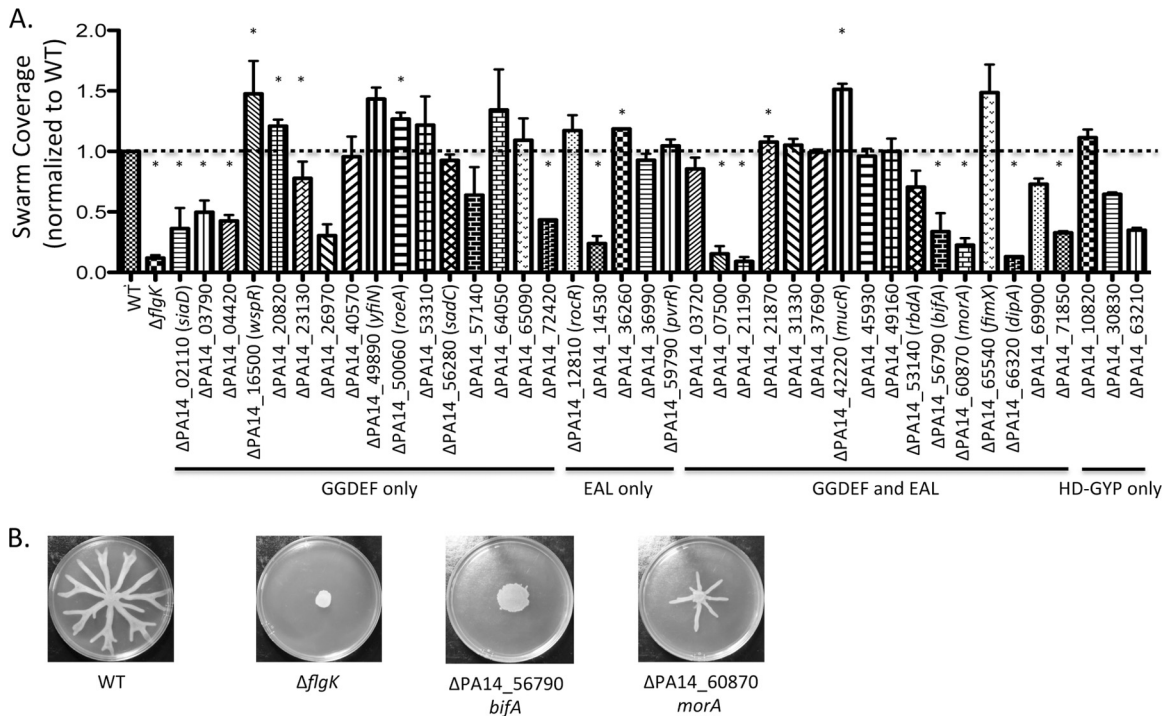 A.
Swarm Coverage
(normalized to WT)
2.0
1.5
1.0
0.5
0.0
* * * * * * * * * * * * * * * * * * * *
WT
ΔflgK
ΔPA14_02110 (siaD)
ΔPA14_03790
ΔPA14_04420
ΔPA14_16500 (wspR)
ΔPA14_20820
ΔPA14_23130
ΔPA14_26970
ΔPA14_40570
ΔPA14_49890 (yfiN)
ΔPA14_50060 (roeA)
ΔPA14_53310
ΔPA14_56280 (sadC)
ΔPA14_57140
ΔPA14_64050
ΔPA14_65090
ΔPA14_72420
ΔPA14_12810 (rocR)
ΔPA14_14530
ΔPA14_36260
ΔPA14_36990
ΔPA14_59790 (pvrR)
ΔPA14_03720
ΔPA14_07500
ΔPA14_21190
ΔPA14_21870
ΔPA14_31330
ΔPA14_37690
ΔPA14_42220 (mucR)
ΔPA14_45930
ΔPA14_49160
ΔPA14_53140 (rbdA)
ΔPA14_56790 (bifA)
ΔPA14_60870 (morA)
ΔPA14_65540 (fimX)
ΔPA14_66320 (dipA)
ΔPA14_69900
ΔPA14_71850
ΔPA14_10820
ΔPA14_30830
ΔPA14_63210
GGDEF only
EAL only
GGDEF and EAL
HD-GYP only
B.
WT
ΔflgK
ΔPA14_56790
bifA
ΔPA14_60870
morA